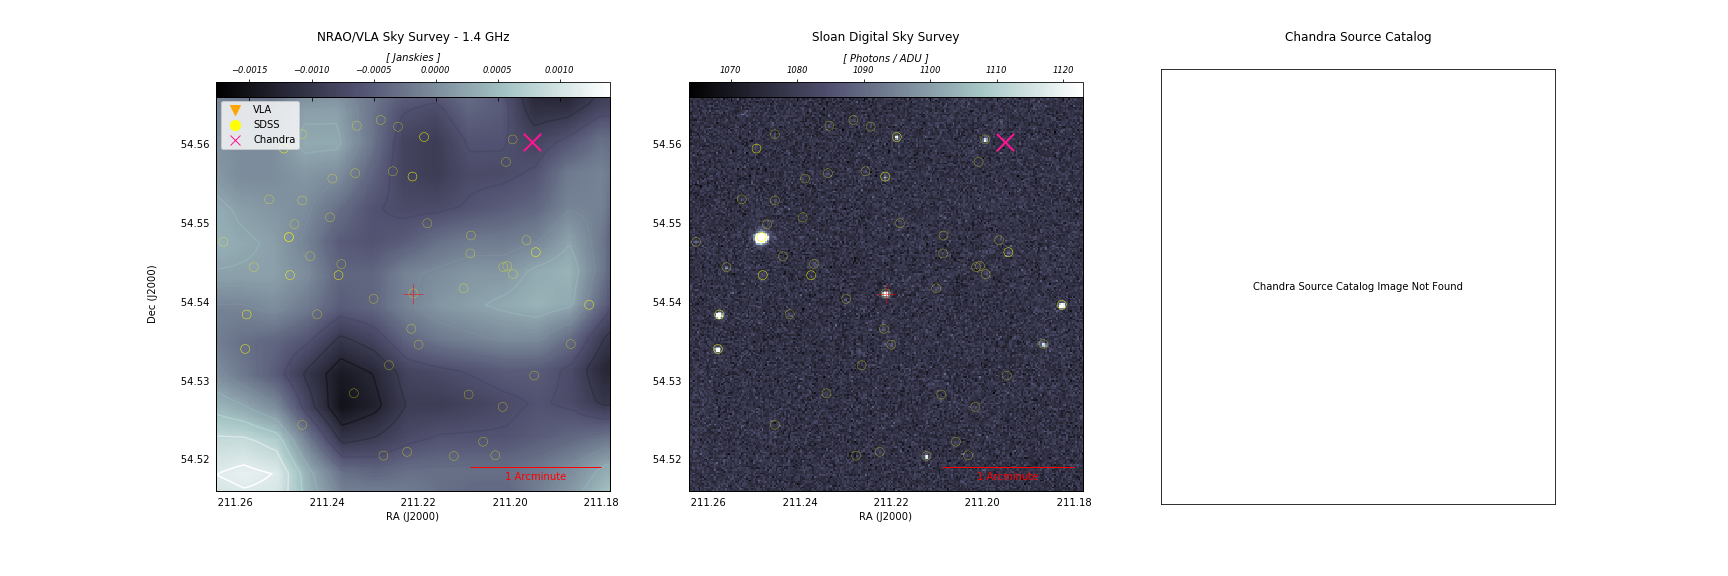 NRAO/VLA Sky Survey - 1.4 GHz
[ Janskies ]
−0.0015 −0.0010 −0.0005 0.0000 0.0005 0.0010
VLA
SDSS
Chandra
54.56
54.55
54.54
54.53
54.52
Dec (J2000)
1 Arcminute
211.26 211.24 211.22 211.20 211.18
RA (J2000)
Sloan Digital Sky Survey
[ Photons / ADU ]
1070 1080 1090 1100 1110 1120
54.56
54.55
54.54
54.53
54.52
1 Arcminute
211.26 211.24 211.22 211.20 211.18
RA (J2000)
Chandra Source Catalog
Chandra Source Catalog Image Not Found